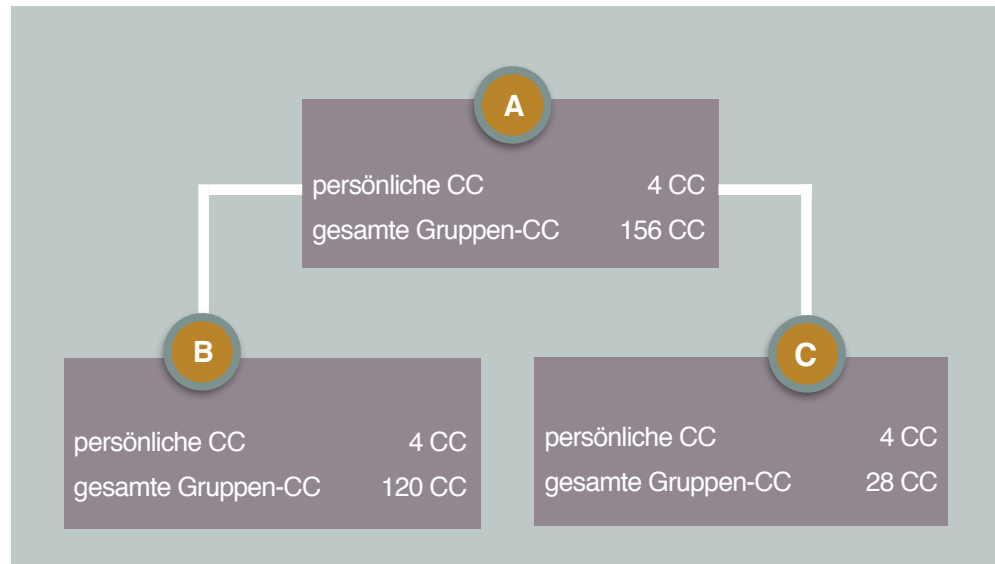 A
persönliche CC 4 CC
gesamte Gruppen-CC 156 CC
B
persönliche CC 4 CC
gesamte Gruppen-CC 120 CC
C
persönliche CC 4 CC
gesamte Gruppen-CC 28 CC